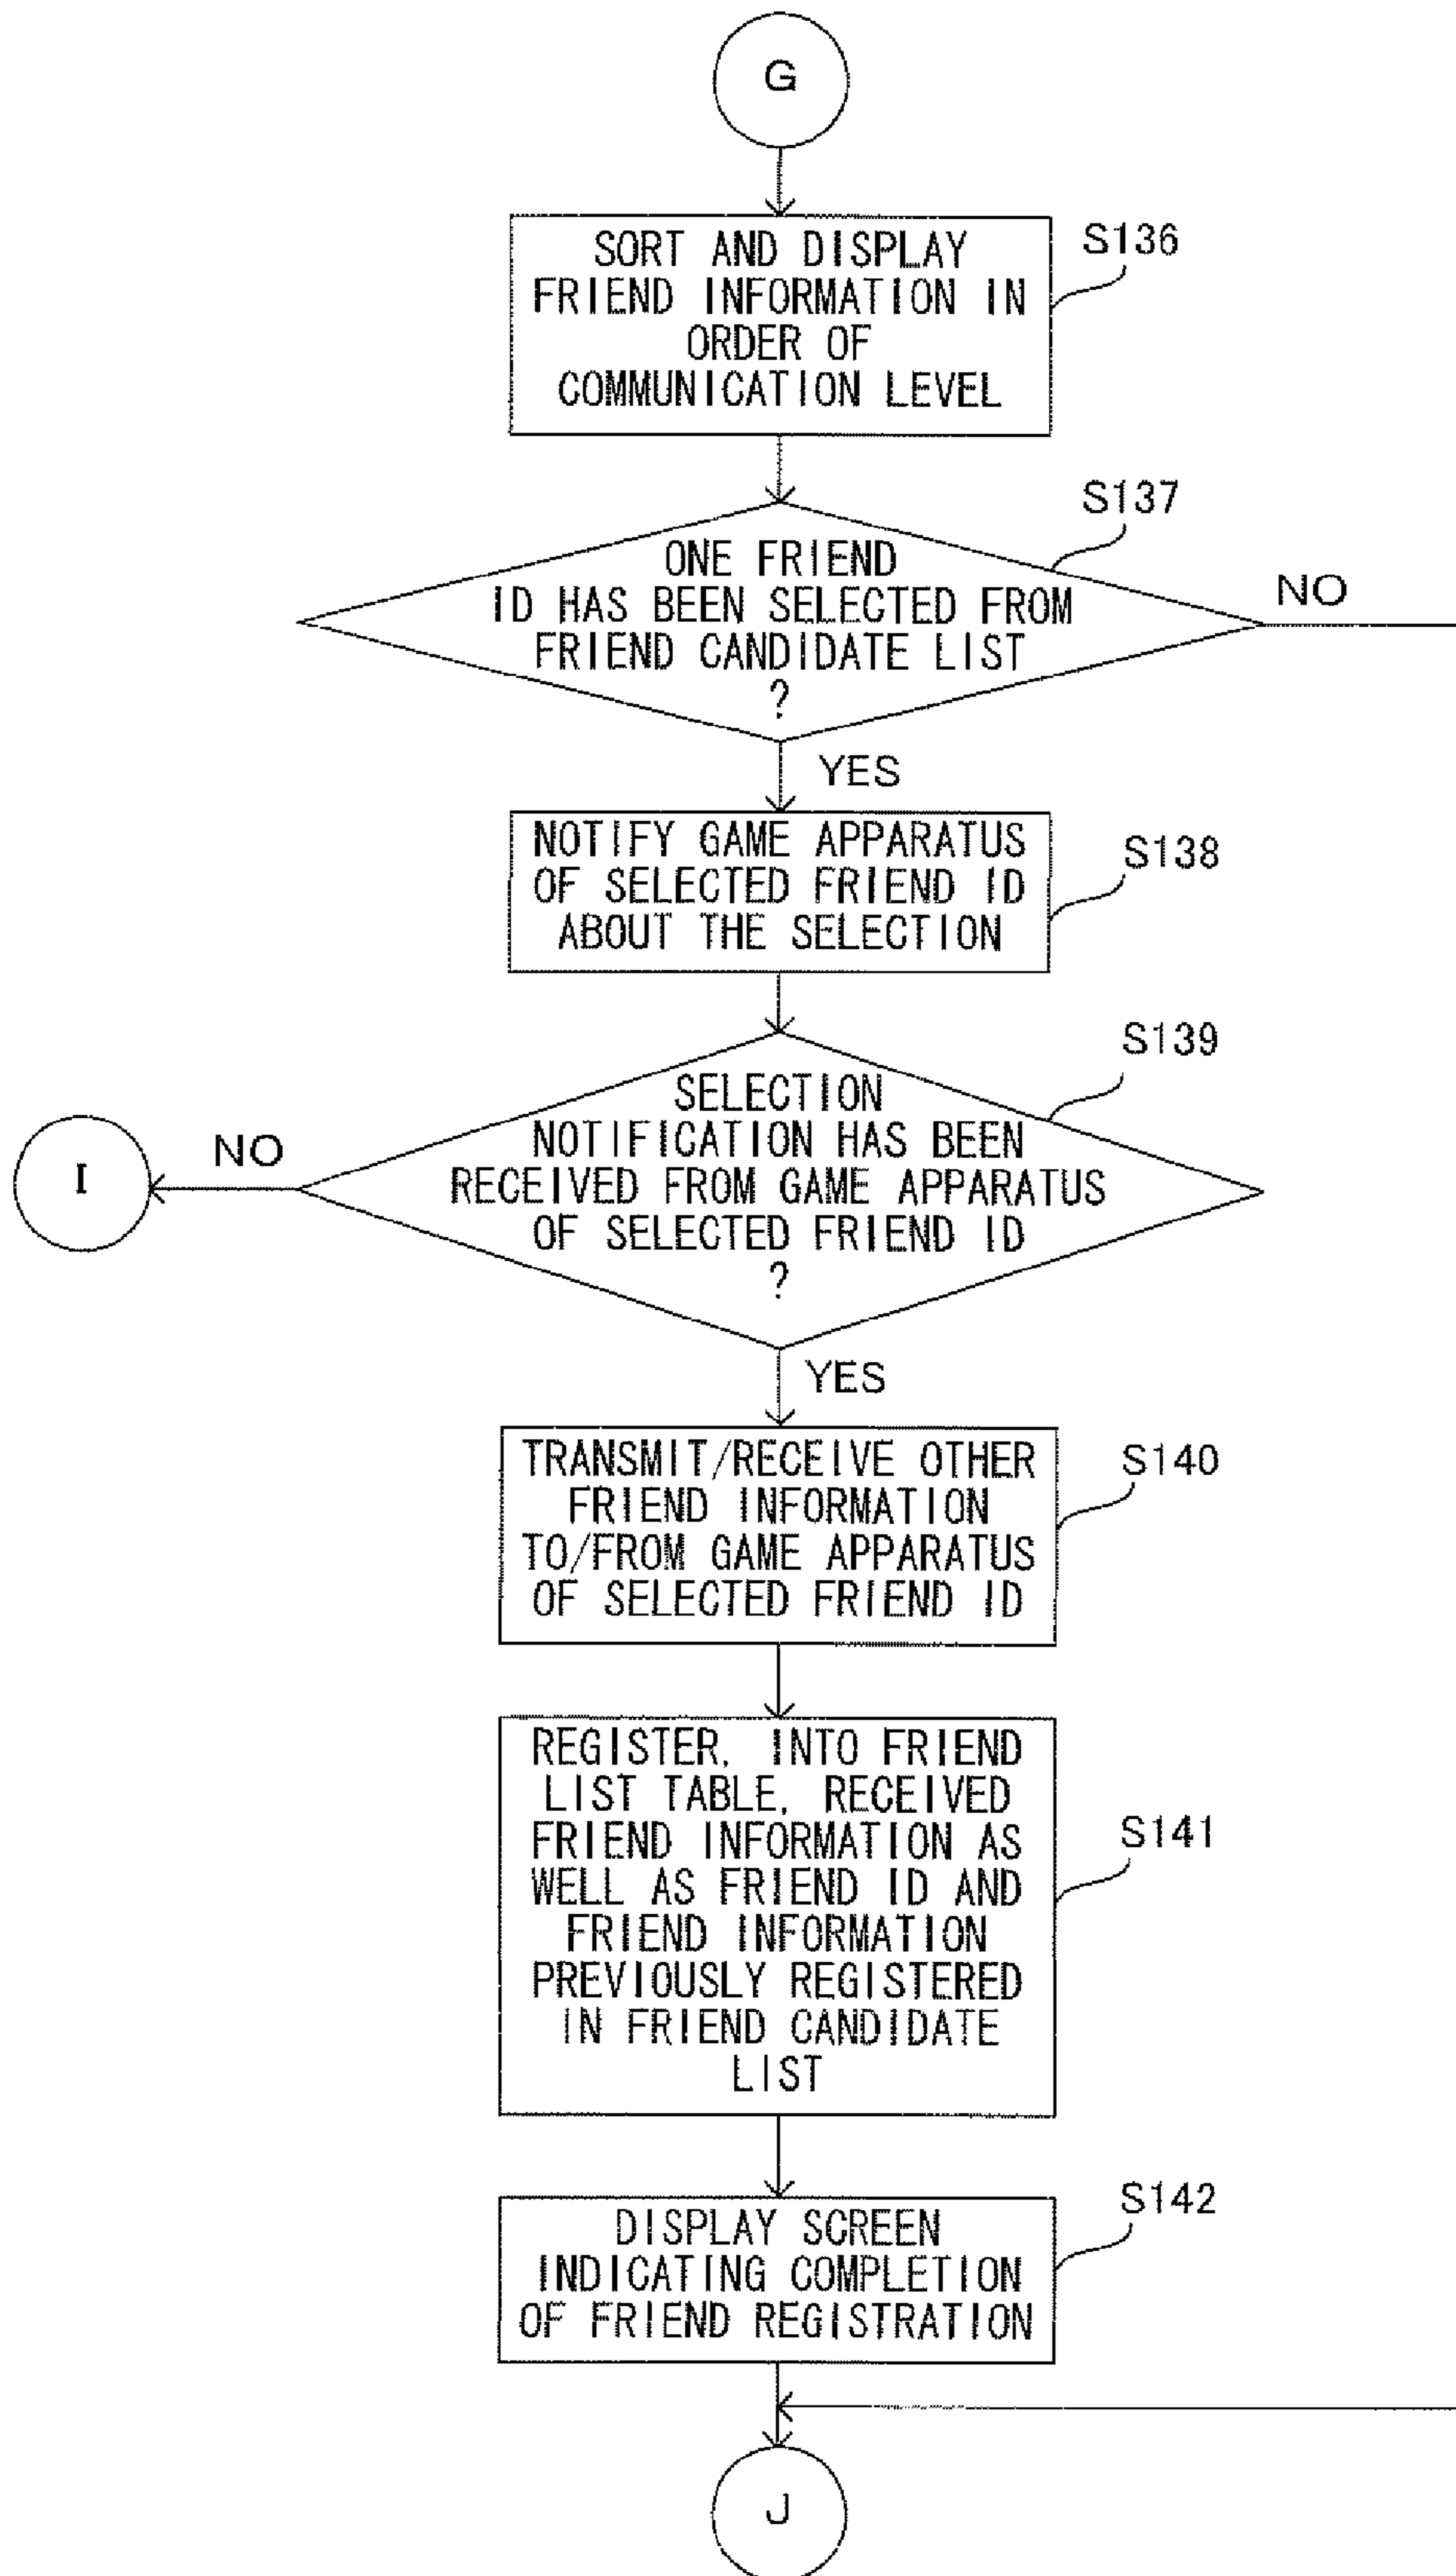 G
SORT AND DISPLAY
FRIEND INFORMATION IN
ORDER OF
COMMUNICATION LEVEL
S136
S137
ONE FRIEND
ID HAS BEEN SELECTED FROM
FRIEND CANDIDATE LIST
?
NO
YES
NOTIFY GAME APPARATUS
OF SELECTED FRIEND ID
ABOUT THE SELECTION
S138
S139
SELECTION
NOTIFICATION HAS BEEN
RECEIVED FROM GAME APPARATUS
OF SELECTED FRIEND ID
?
NO
I
YES
TRANSMIT/RECEIVE OTHER
FRIEND INFORMATION
TO/FROM GAME APPARATUS
OF SELECTED FRIEND ID
S140
REGISTER, INTO FRIEND
LIST TABLE, RECEIVED
FRIEND INFORMATION AS
WELL AS FRIEND ID AND
FRIEND INFORMATION
PREVIOUSLY REGISTERED
IN FRIEND CANDIDATE
LIST
S141
DISPLAY SCREEN
INDICATING COMPLETION
OF FRIEND REGISTRATION
S142
J